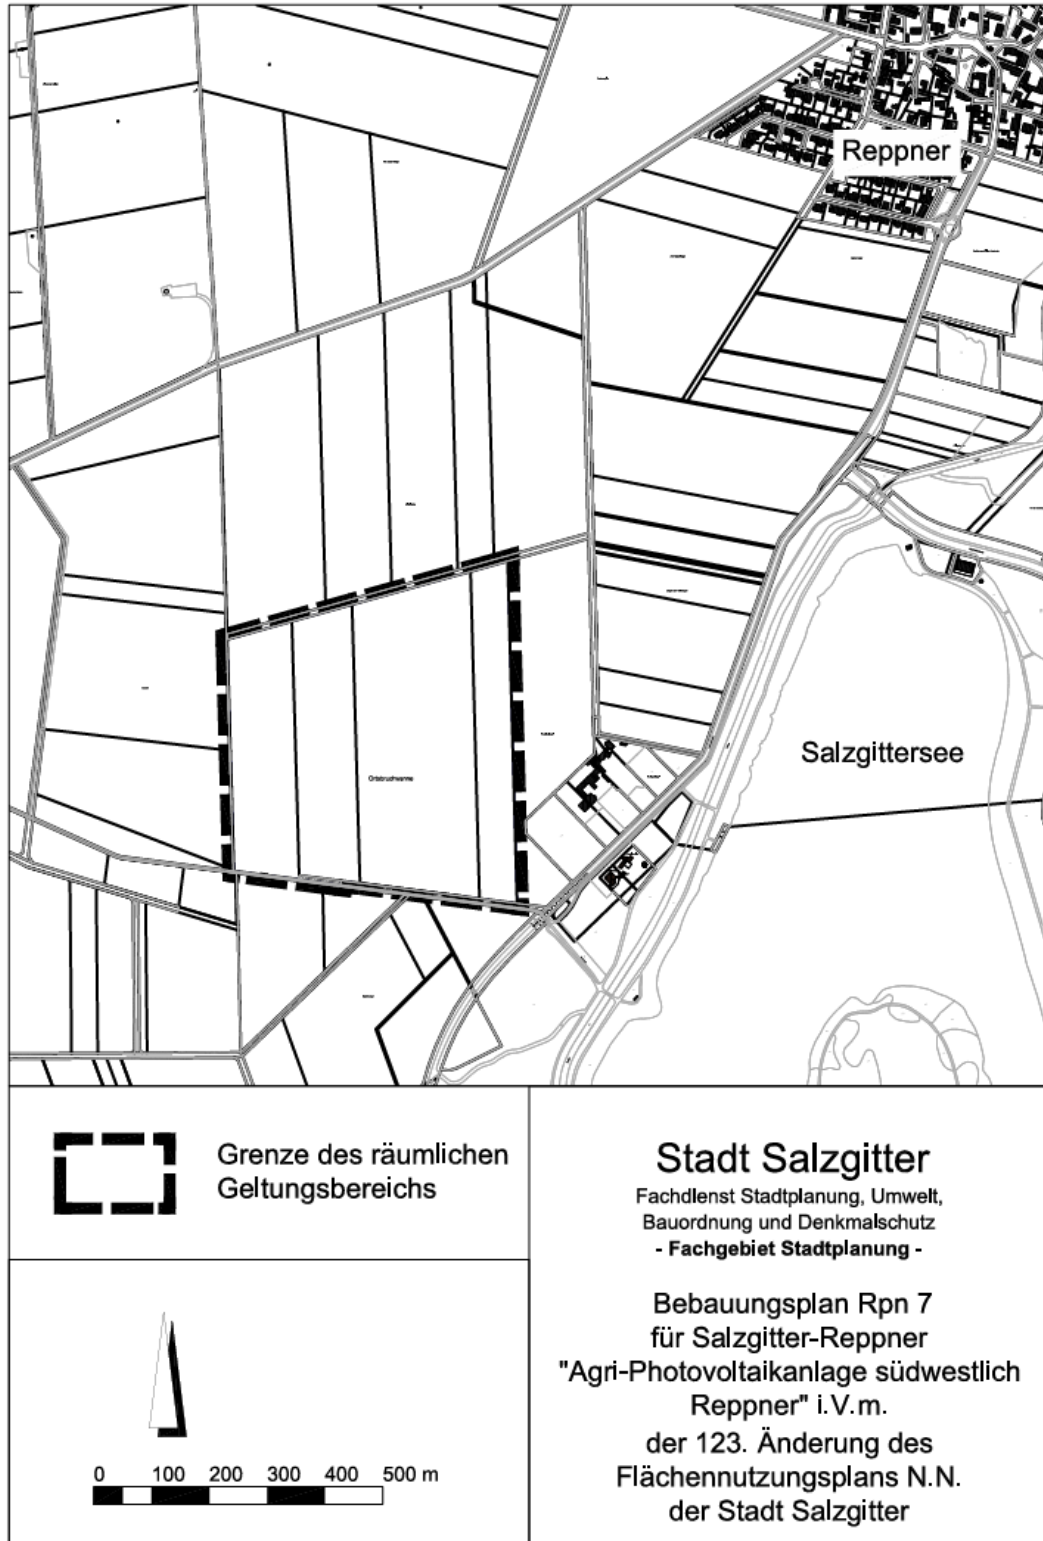 Reppner
Salzgittersee
Grenze des räumlichen
Geltungsbereichs
Stadt Salzgitter
Fachdienst Stadtplanung, Umwelt,
Bauordnung und Denkmalschutz
- Fachgebiet Stadtplanung -
Bebauungsplan Rpn 7
für Salzgitter-Reppner
"Agri-Photovoltaikanlage südwestlich
Reppner" i.V.m.
der 123. Änderung des
Flächennutzungsplans N.N.
der Stadt Salzgitter
0 100 200 300 400 500 m